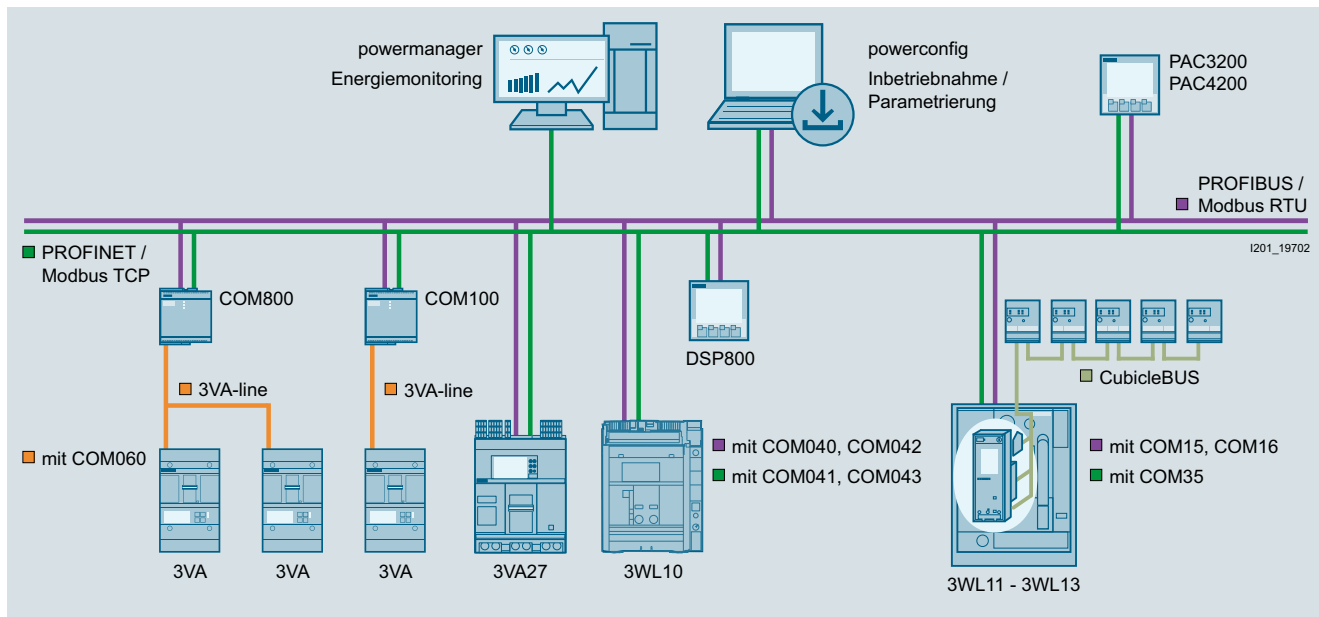 powermanager
Energiemonitoring
powerconfig
Inbetriebnahme /
Parametrierung
PAC3200
PAC4200
PROFIBUS /
Modbus RTU
I201_19702
PROFINET /
Modbus TCP
COM800
COM100
DSP800
3VA-line
3VA-line
CubicleBUS
mit COM060
mit COM040, COM042
mit COM041, COM043
mit COM15, COM16
mit COM35
3VA
3VA
3VA
3VA27
3WL10
3WL11 - 3WL13